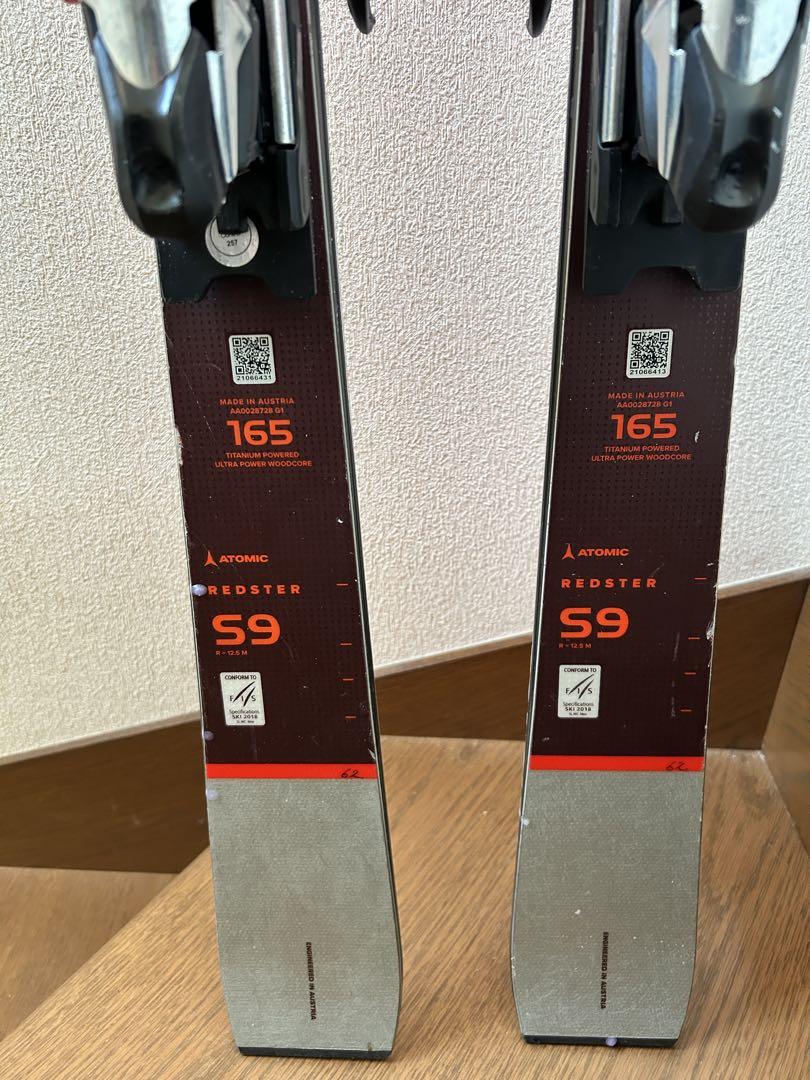 257
21066431
MADE IN AUSTRIA
AA0028728 G1
165
TITANIUM POWERED
ULTRA POWER WOODCORE
ATOMIC
REDSTER
S9
R - 12.5 M
CONFORM TO
FIS
Specifications
SKI 2018
62
ENGINEERED IN AUSTRIA
21066413
MADE IN AUSTRIA
AA0028728 G1
165
TITANIUM POWERED
ULTRA POWER WOODCORE
ATOMIC
REDSTER
S9
R - 12.5 M
CONFORM TO
FIS
Specifications
SKI 2018
62
ENGINEERED IN AUSTRIA